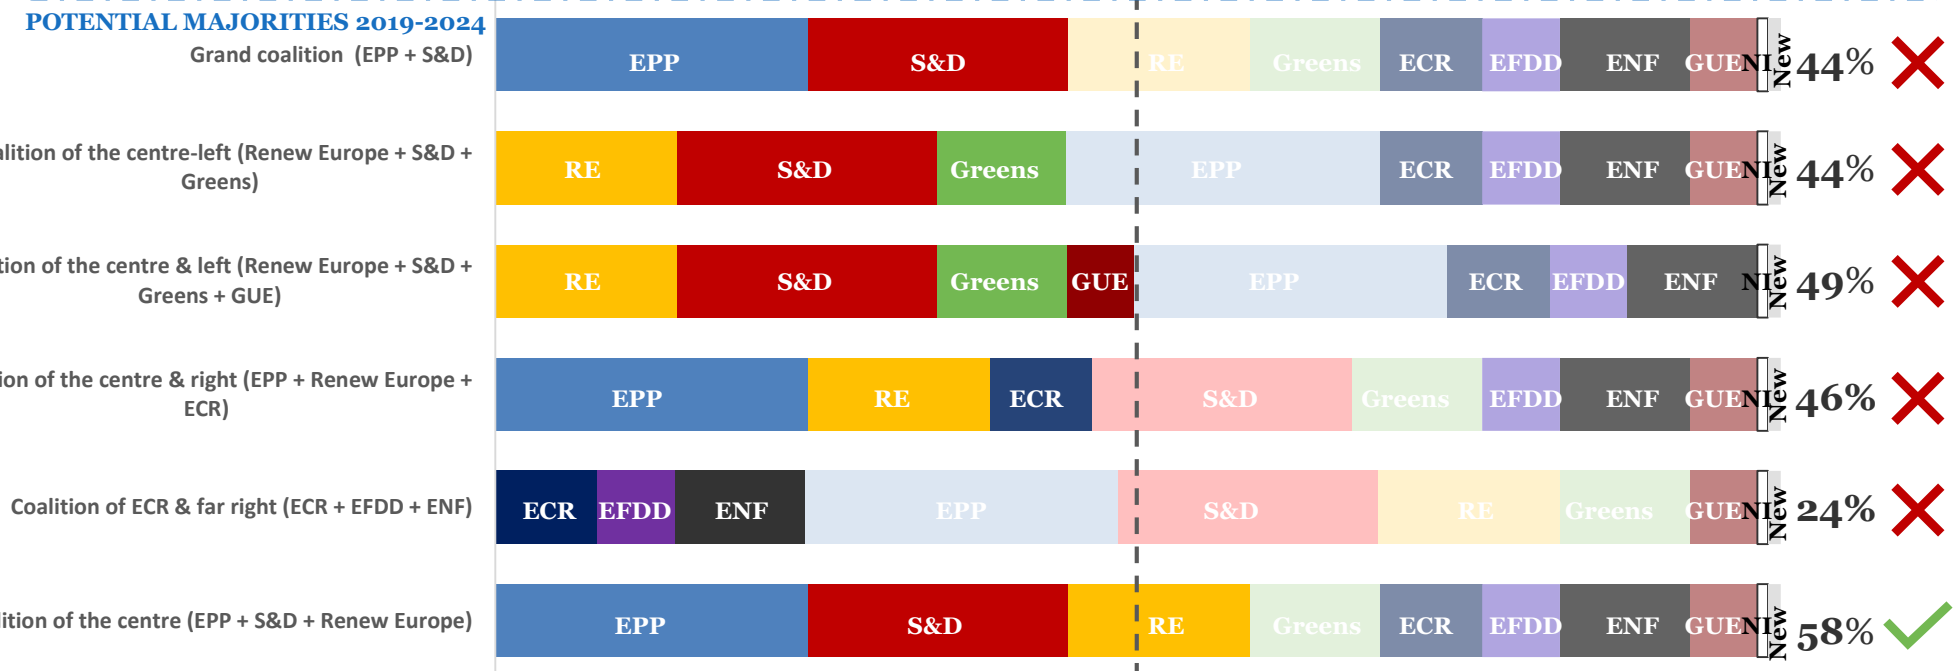 POTENTIAL MAJORITIES 2019-2024
Grand coalition (EPP + S&D)
EPP S&D RE Greens ECR EFDD ENF GUE NI New 44%
alition of the centre-left (Renew Europe + S&D +
Greens)
RE S&D Greens EPP ECR EFDD ENF GUE NI New 44%
tion of the centre & left (Renew Europe + S&D +
Greens + GUE)
RE S&D Greens GUE EPP ECR EFDD ENF NI New 49%
ion of the centre & right (EPP + Renew Europe +
ECR)
EPP RE ECR S&D Greens EFDD ENF GUE NI New 46%
Coalition of ECR & far right (ECR + EFDD + ENF)
ECR EFDD ENF EPP S&D RE Greens GUE NI New 24%
lition of the centre (EPP + S&D + Renew Europe)
EPP S&D RE Greens ECR EFDD ENF GUE NI New 58%